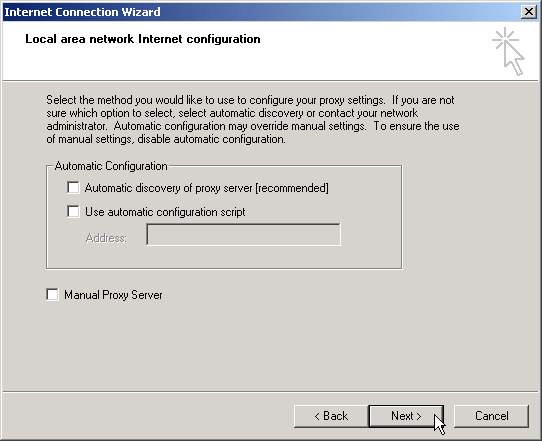 Internet Connection Wizard
Local area network Internet configuration
Select the method you would like to use to configure your proxy settings.  If you are not
sure which option to select, select automatic discovery or contact your network
administrator.  Automatic configuration may override manual settings.  To ensure the use
of manual settings, disable automatic configuration.
Automatic Configuration
Automatic discovery of proxy server [recommended]
Use automatic configuration script
Address:
Manual Proxy Server
< Back
Next >
Cancel